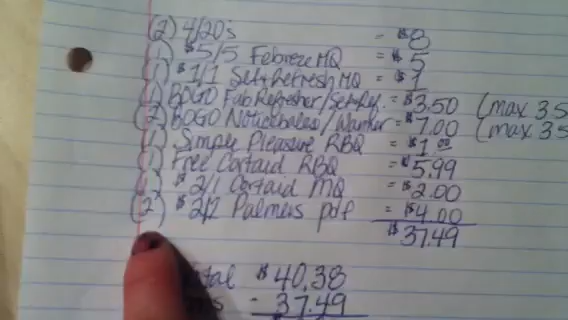 (2) 4/20's = $8
(1) $5/5 Febreze MQ = $5
(1) $1/1 Set+Refresh MQ = $1
(1) BOGO Fab Refresher/Set+Ref. = $3.50 (max 3.5
(2) BOGO Noticeables/Warmer = $7.00 (max 3.5
(1) Simple Pleasure RBQ = $1.00
(1) Free Cortaid RBQ = $5.99
(1) $2/1 Cortaid MQ = $2.00
(2) $2/2 Palmers pdf = $4.00
$37.49
$40.38
- 37.49